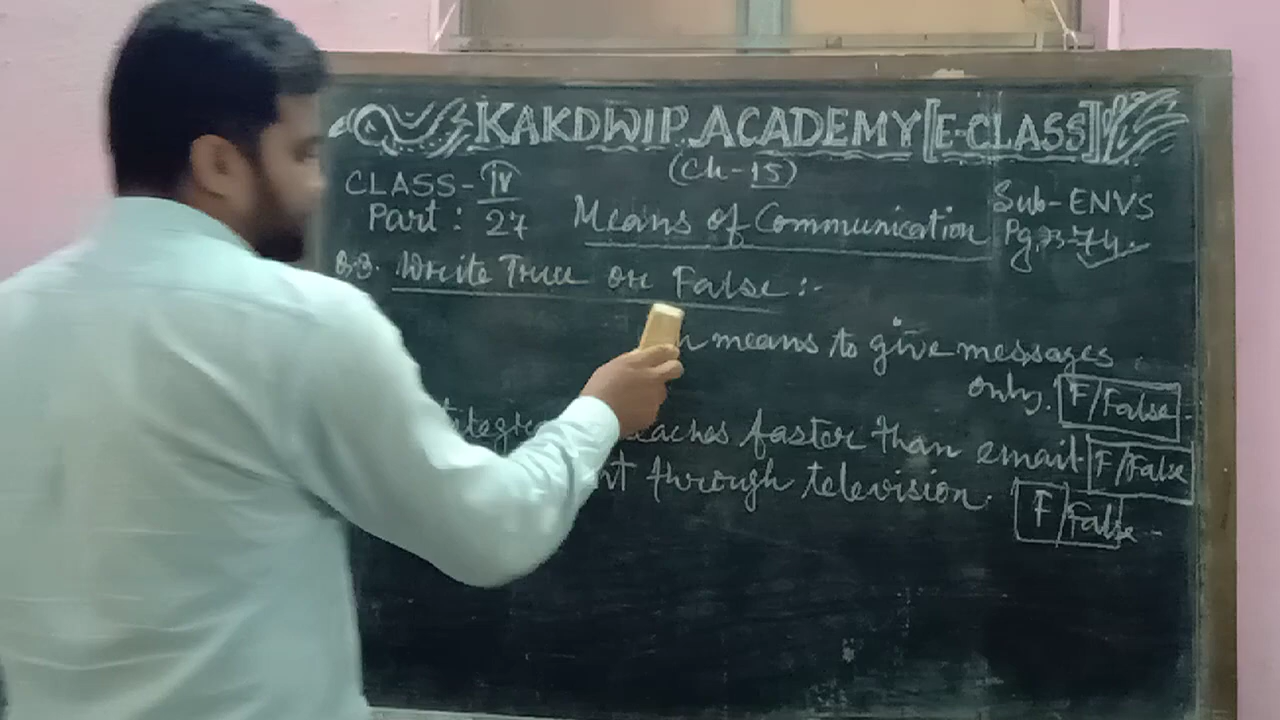 KAKDWIP ACADEMY [E-CLASS]
(Ch-15)
CLASS-IV
Sub-ENVS
Part: 27
Means of Communication
Pg. 73-74
B.3. Write True or False :-
means to give messages
only. F/False
faster than email. F/False
through television. F/False